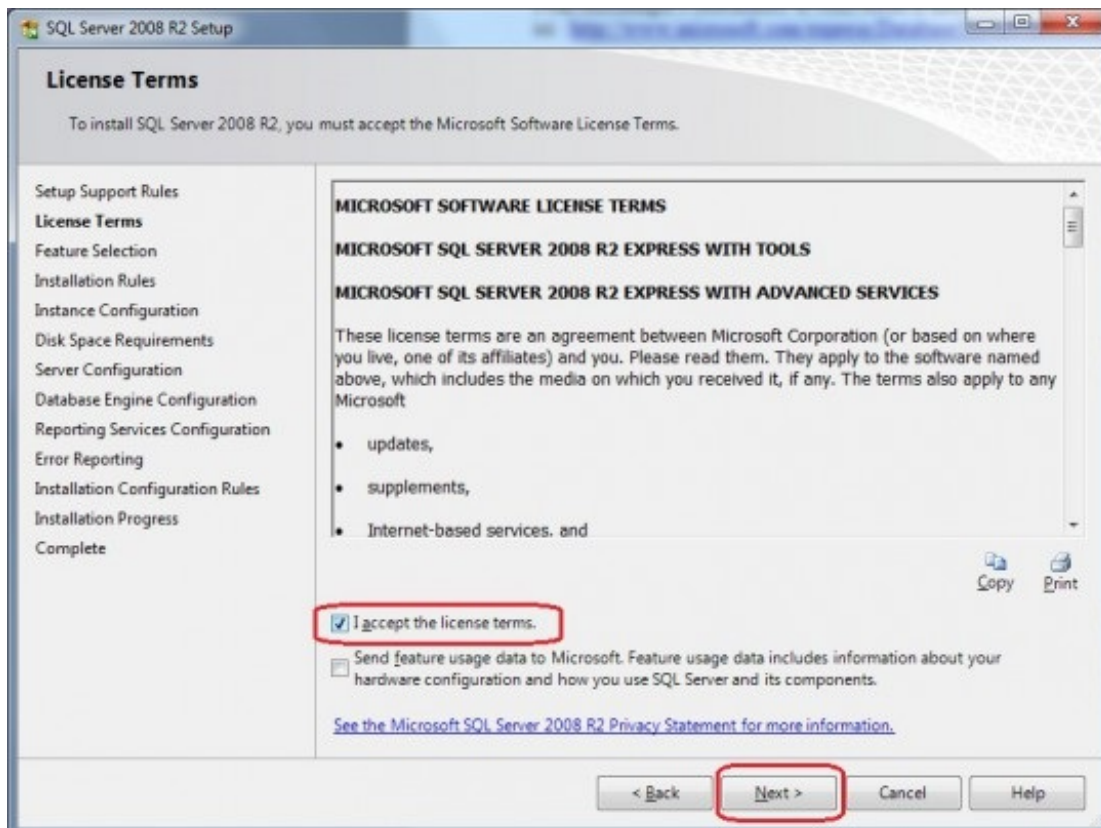 SQL Server 2008 R2 Setup
License Terms
To install SQL Server 2008 R2, you must accept the Microsoft Software License Terms.
Setup Support Rules
License Terms
Feature Selection
Installation Rules
Instance Configuration
Disk Space Requirements
Server Configuration
Database Engine Configuration
Reporting Services Configuration
Error Reporting
Installation Configuration Rules
Installation Progress
Complete
MICROSOFT SOFTWARE LICENSE TERMS
MICROSOFT SQL SERVER 2008 R2 EXPRESS WITH TOOLS
MICROSOFT SQL SERVER 2008 R2 EXPRESS WITH ADVANCED SERVICES
These license terms are an agreement between Microsoft Corporation (or based on where
you live, one of its affiliates) and you. Please read them. They apply to the software named
above, which includes the media on which you received it, if any. The terms also apply to any
Microsoft
• updates,
• supplements,
• Internet-based services, and
Copy Print
I accept the license terms.
Send feature usage data to Microsoft. Feature usage data includes information about your
hardware configuration and how you use SQL Server and its components.
See the Microsoft SQL Server 2008 R2 Privacy Statement for more information.
< Back Next > Cancel Help